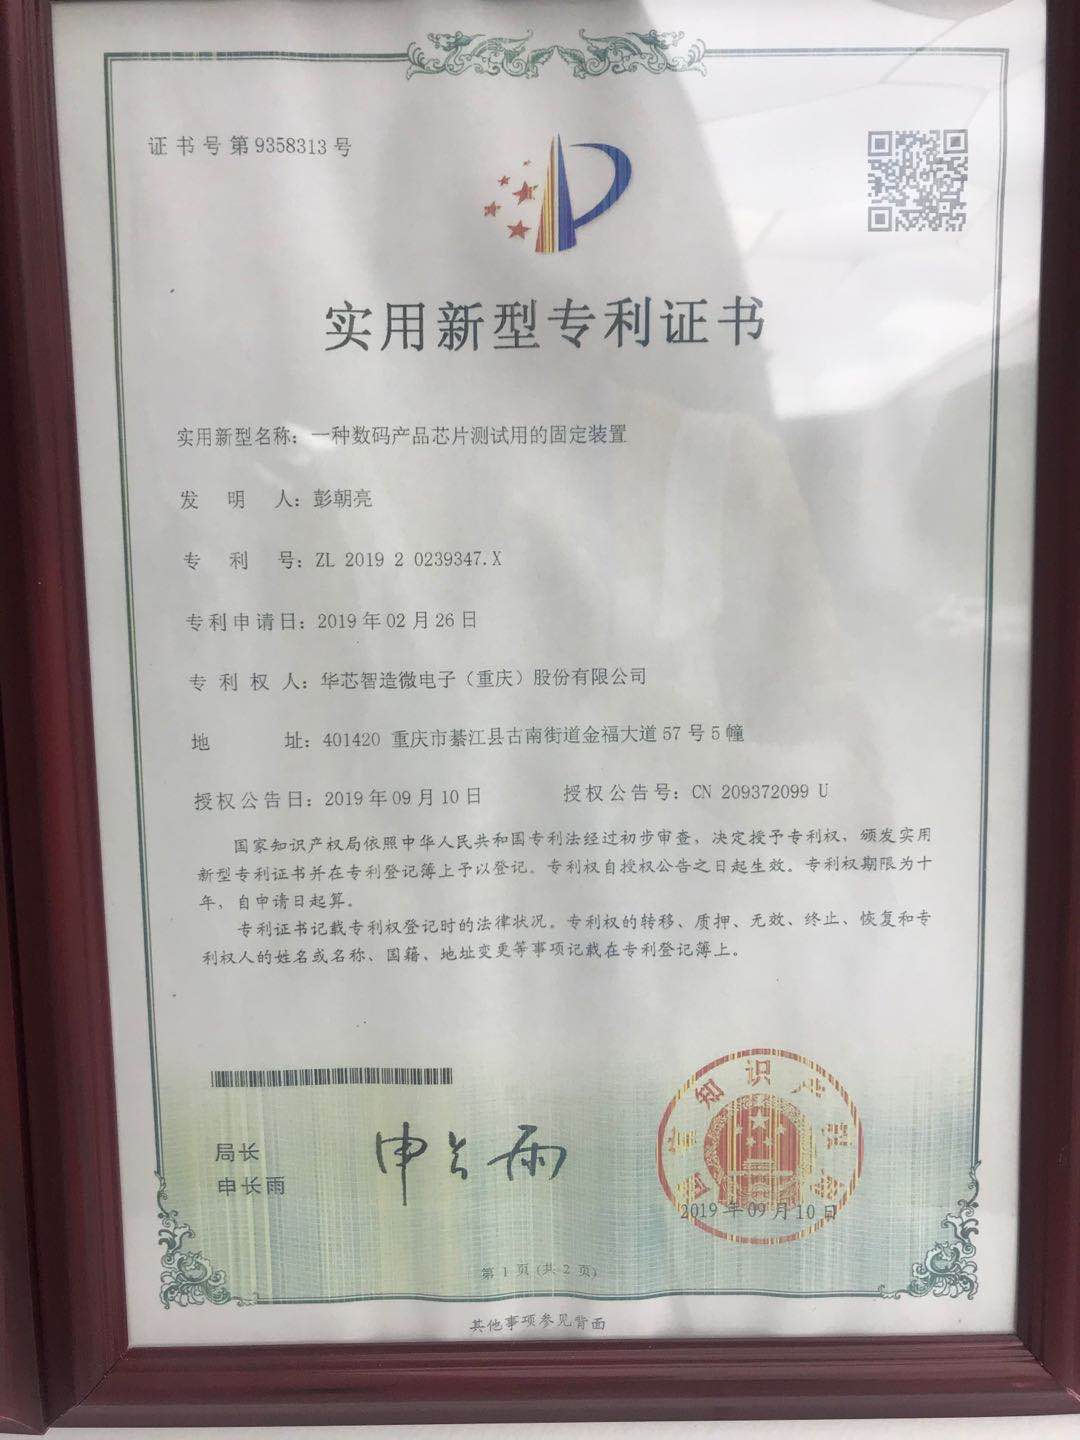 证书号第9358313号
实用新型专利证书
实用新型名称：一种数码产品芯片测试用的固定装置
发明人：彭朝亮
专利号：ZL 2019 2 0239347.X
专利申请日：2019年02月26日
专利权人：华芯智造微电子（重庆）股份有限公司
地址：401420 重庆市綦江县古南街道金福大道57号5幢
授权公告日：2019年09月10日 授权公告号：CN 209372099 U
国家知识产权局依照中华人民共和国专利法经过初步审查，决定授予专利权，颁发实用
新型专利证书并在专利登记簿上予以登记。专利权自授权公告之日起生效。专利权期限为十
年，自申请日起算。
专利证书记载专利权登记时的法律状况。专利权的转移、质押、无效、终止、恢复和专
利权人的姓名或名称、国籍、地址变更等事项记载在专利登记簿上。
局长
申长雨
申长雨
国家知识产权局
2019年09月10日
第 1 页 (共 2 页)
其他事项参见背面